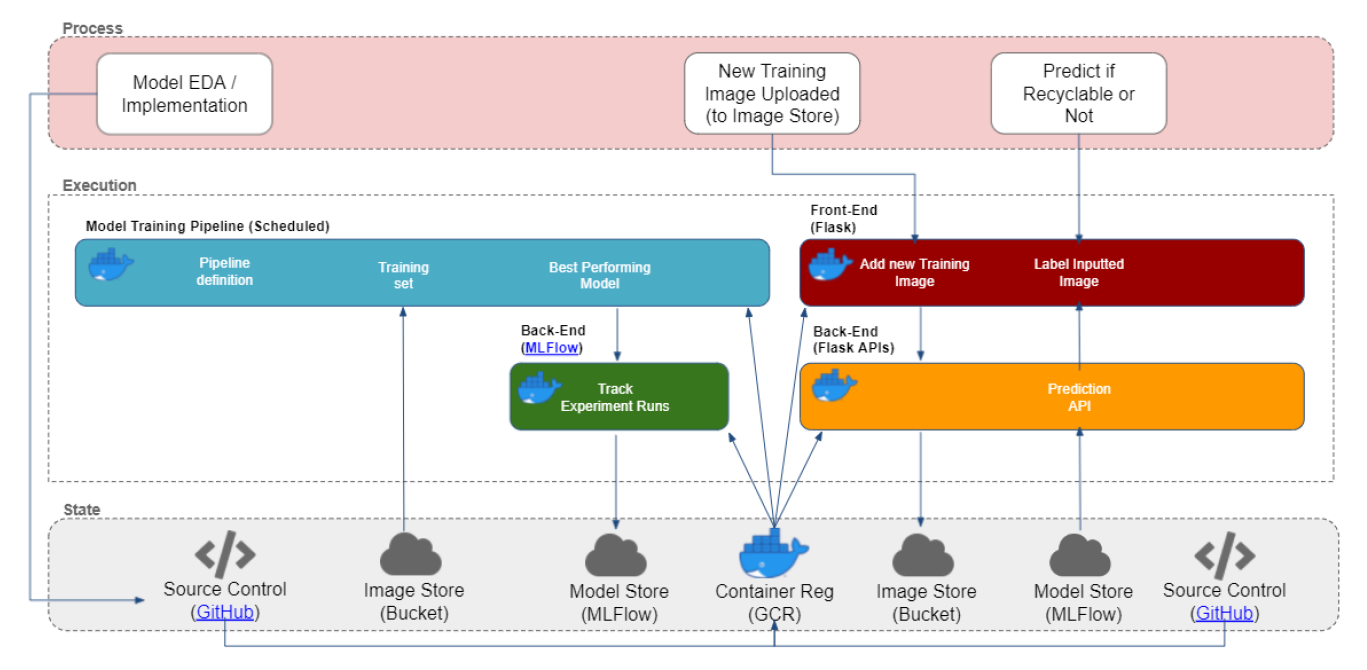 Process
Model EDA /
Implementation
New Training
Image Uploaded
(to Image Store)
Predict if
Recyclable or
Not
Execution
Model Training Pipeline (Scheduled)
Pipeline
definition
Training
set
Best Performing
Model
Front-End
(Flask)
Add new Training
Image
Label Inputted
Image
Back-End
(MLFlow)
Track
Experiment Runs
Back-End
(Flask APIs)
Prediction
API
State
Source Control
(GitHub)
Image Store
(Bucket)
Model Store
(MLFlow)
Container Reg
(GCR)
Image Store
(Bucket)
Model Store
(MLFlow)
Source Control
(GitHub)